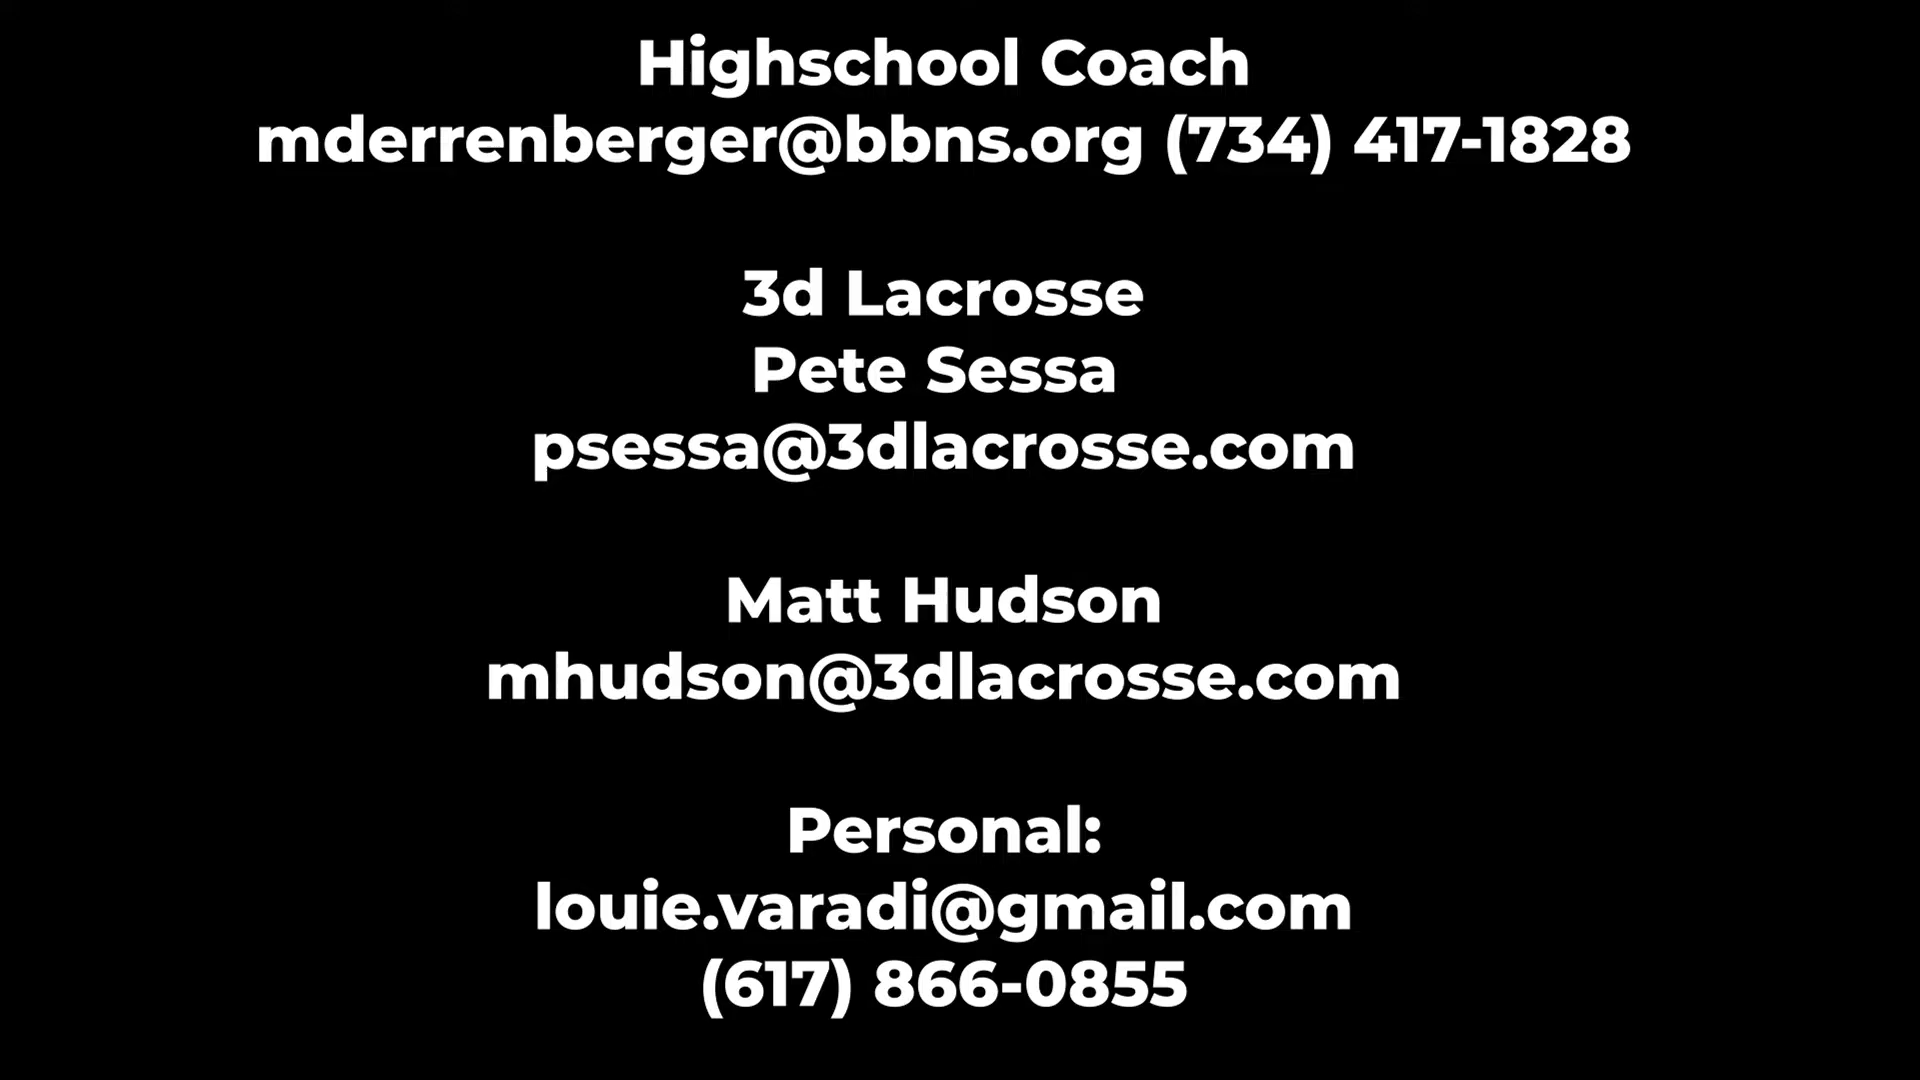 Highschool Coach
mderrenberger@bbns.org (734) 417-1828
3d Lacrosse
Pete Sessa
psessa@3dlacrosse.com
Matt Hudson
mhudson@3dlacrosse.com
Personal:
louie.varadi@gmail.com
(617) 866-0855